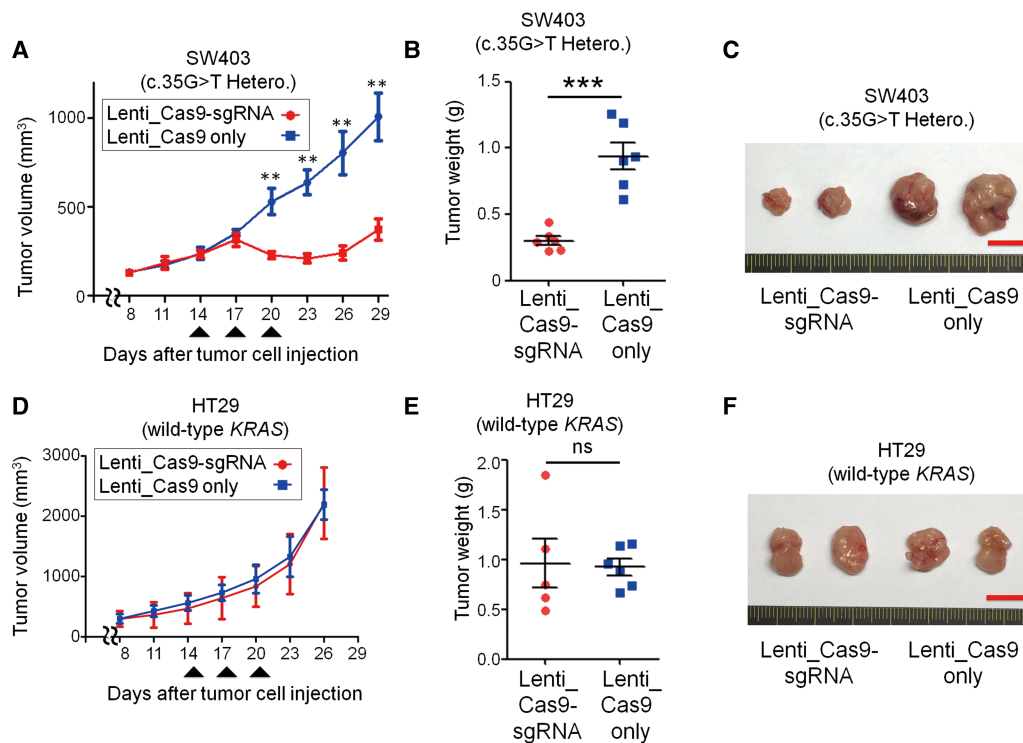 A
SW403
(c.35G>T Hetero.)
Lenti_Cas9-sgRNA
Lenti_Cas9 only
Tumor volume (mm³)
1000
500
0
**
**
**
**
8 11 14 17 20 23 26 29
Days after tumor cell injection
B
SW403
(c.35G>T Hetero.)
Tumor weight (g)
1.5
1.0
0.5
0.0
***
Lenti_
Cas9-
sgRNA
Lenti_
Cas9
only
C
SW403
(c.35G>T Hetero.)
Lenti_Cas9-
sgRNA
Lenti_Cas9
only
D
HT29
(wild-type KRAS)
Lenti_Cas9-sgRNA
Lenti_Cas9 only
Tumor volume (mm³)
3000
2000
1000
0
8 11 14 17 20 23 26 29
Days after tumor cell injection
E
HT29
(wild-type KRAS)
Tumor weight (g)
2.0
1.5
1.0
0.5
0.0
ns
Lenti_
Cas9-
sgRNA
Lenti_
Cas9
only
F
HT29
(wild-type KRAS)
Lenti_Cas9-
sgRNA
Lenti_Cas9
only